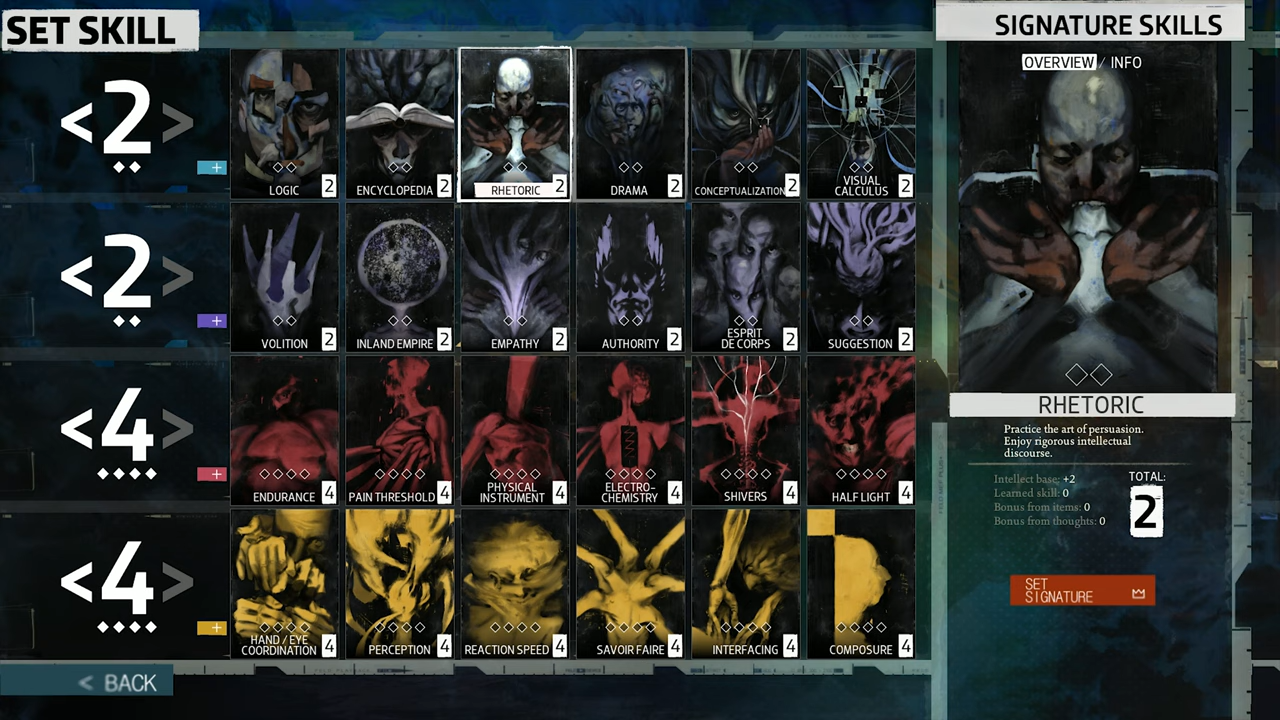 SET SKILL
SIGNATURE SKILLS
OVERVIEW / INFO
<2>
+
LOGIC 2
ENCYCLOPEDIA 2
RHETORIC 2
DRAMA 2
CONCEPTUALIZATION 2
VISUAL
CALCULUS 2
<2>
+
VOLITION 2
INLAND EMPIRE 2
EMPATHY 2
AUTHORITY 2
ESPRIT
DE CORPS 2
SUGGESTION 2
<4>
+
ENDURANCE 4
PAIN THRESHOLD 4
PHYSICAL
INSTRUMENT 4
ELECTRO-
CHEMISTRY 4
SHIVERS 4
HALF LIGHT 4
<4>
+
HAND / EYE
COORDINATION 4
PERCEPTION 4
REACTION SPEED 4
SAVOIR FAIRE 4
INTERFACING 4
COMPOSURE 4
RHETORIC
Practice the art of persuasion.
Enjoy rigorous intellectual
discourse.
Intellect base: +2
Learned skill: 0
Bonus from items: 0
Bonus from thoughts: 0
TOTAL:
2
SET
SIGNATURE
< BACK